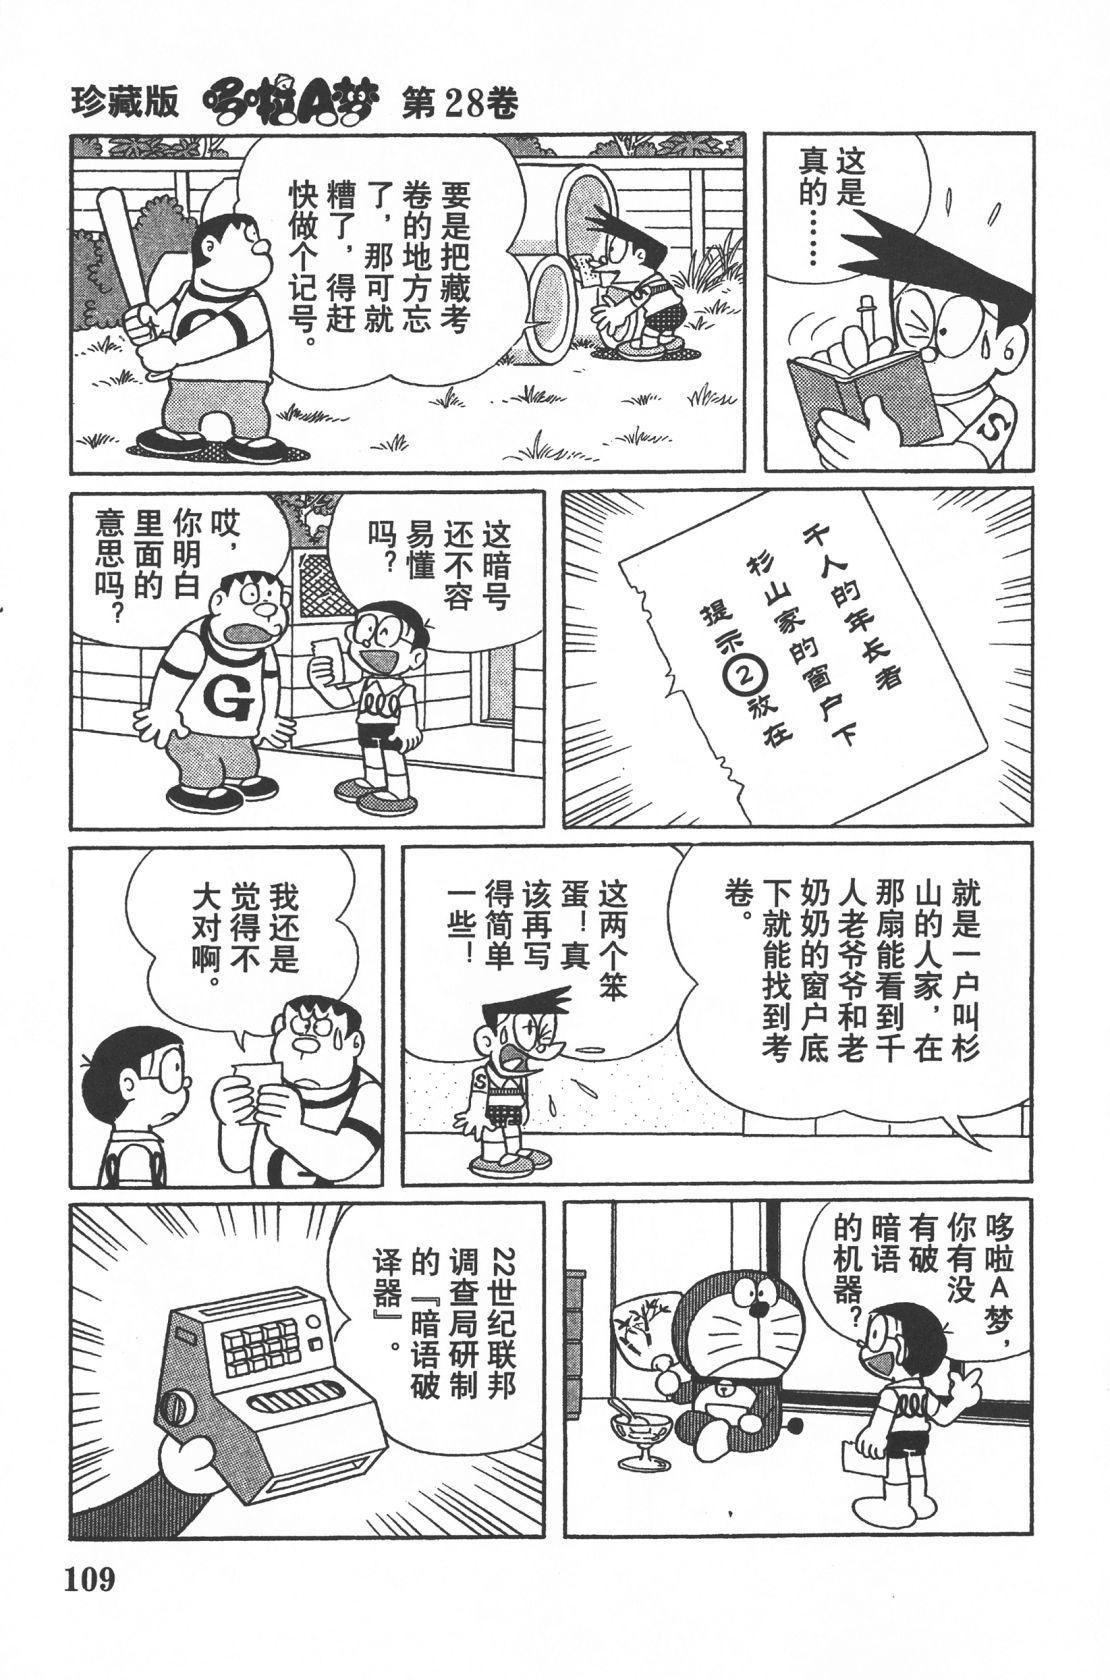 珍藏版 哆啦A梦 第28卷
这是
真的……
要是把藏考
卷的地方忘
了，那可就
糟了，得赶
快做个记号。
千人的年长者
杉山家的窗户下
提示②放在
这暗号
还不容
易懂
吗？
哎，
你明白
里面的
意思吗？
就是一户叫杉
山的人家，在
那扇能看到千
人老爷爷和老
奶奶的窗户底
下就能找到考
卷。
这两个笨
蛋！真
该再写
得简单
一些！
我还是
觉得不
大对啊。
哆啦A梦，
你有没
有破
暗语
的机器？
22世纪联邦
调查局研制
的『暗语破
译器』。
G
S
S
109